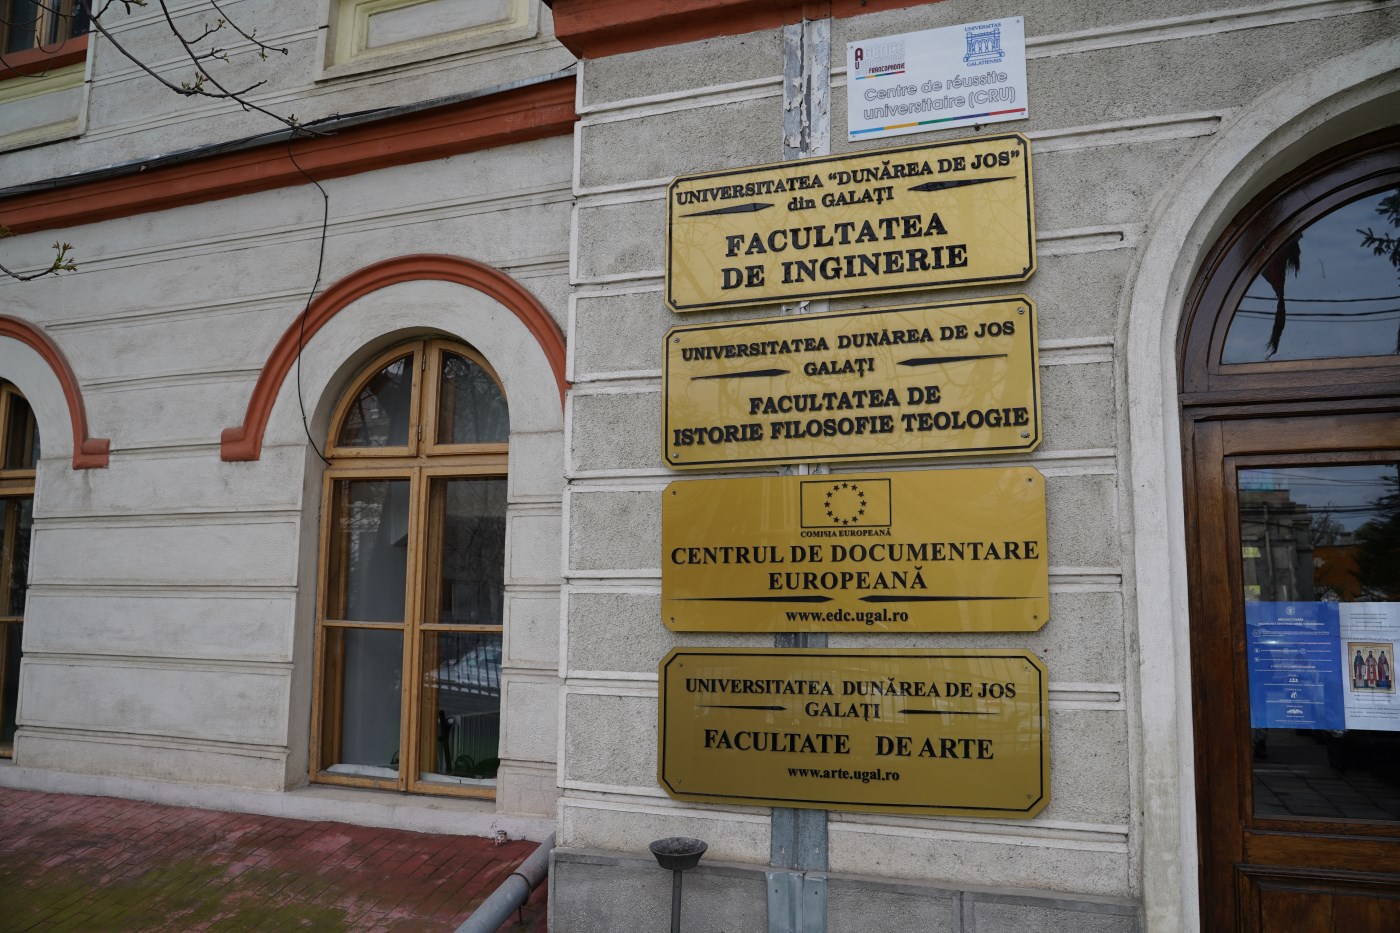 AGENCE
U
FRANCOPHONIE
UNIVERSITAS
GALATIENSIS
Centre de réussite
universitaire (CRU)
UNIVERSITATEA "DUNĂREA DE JOS"
din GALAȚI
FACULTATEA
DE INGINERIE
UNIVERSITATEA DUNĂREA DE JOS
GALAȚI
FACULTATEA DE
ISTORIE FILOSOFIE TEOLOGIE
COMISIA EUROPEANĂ
CENTRUL DE DOCUMENTARE
EUROPEANĂ
www.edc.ugal.ro
UNIVERSITATEA DUNĂREA DE JOS
GALAȚI
FACULTATE DE ARTE
www.arte.ugal.ro